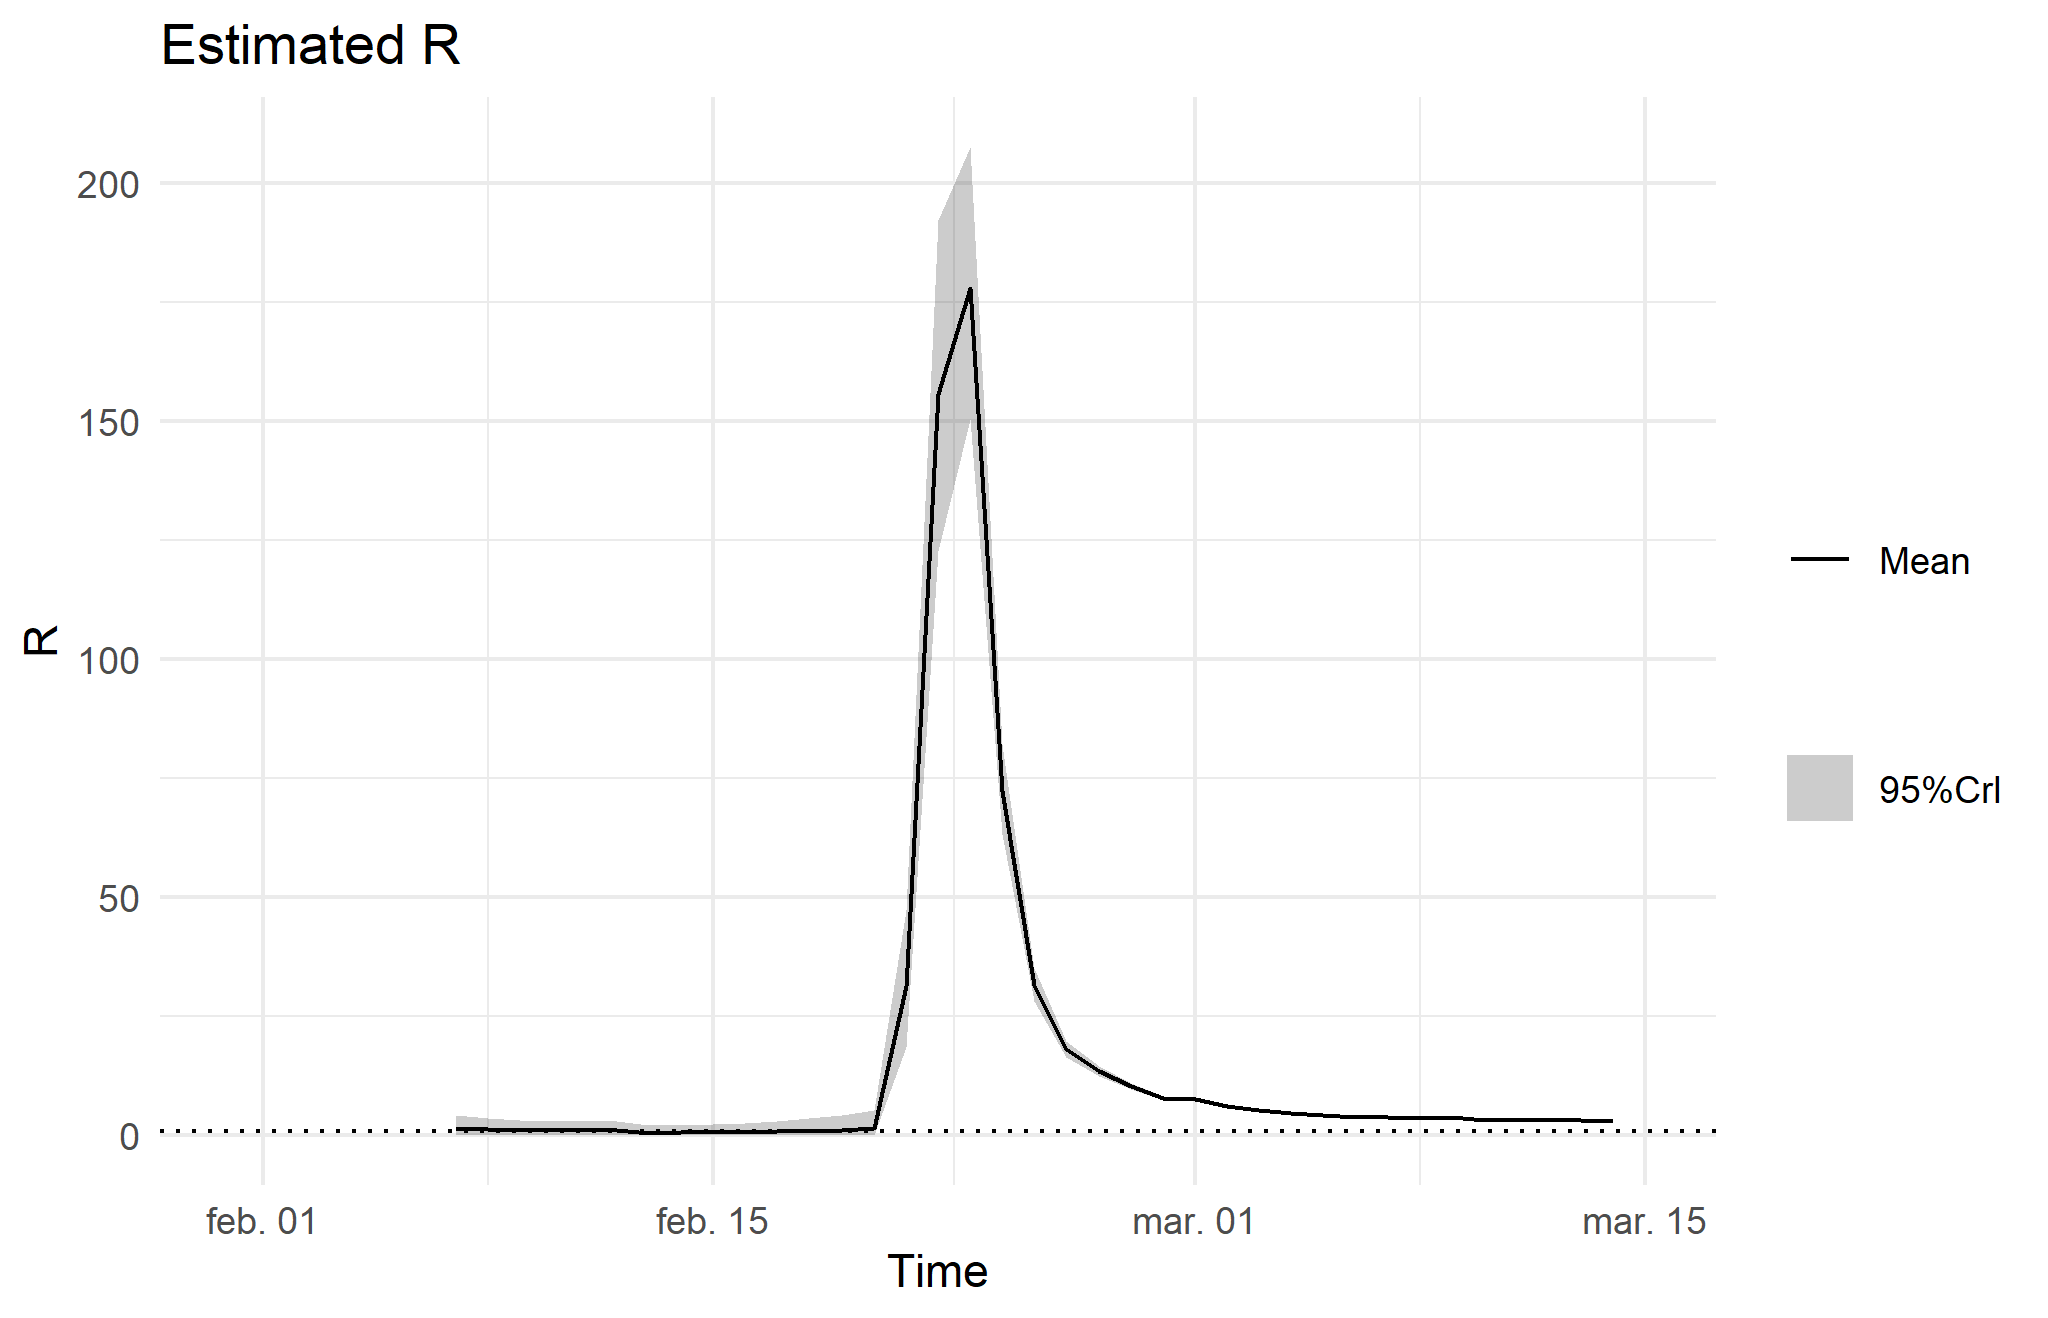 Estimated R
R
200
150
100
50
0
feb. 01
feb. 15
mar. 01
mar. 15
Time
Mean
95%CrI